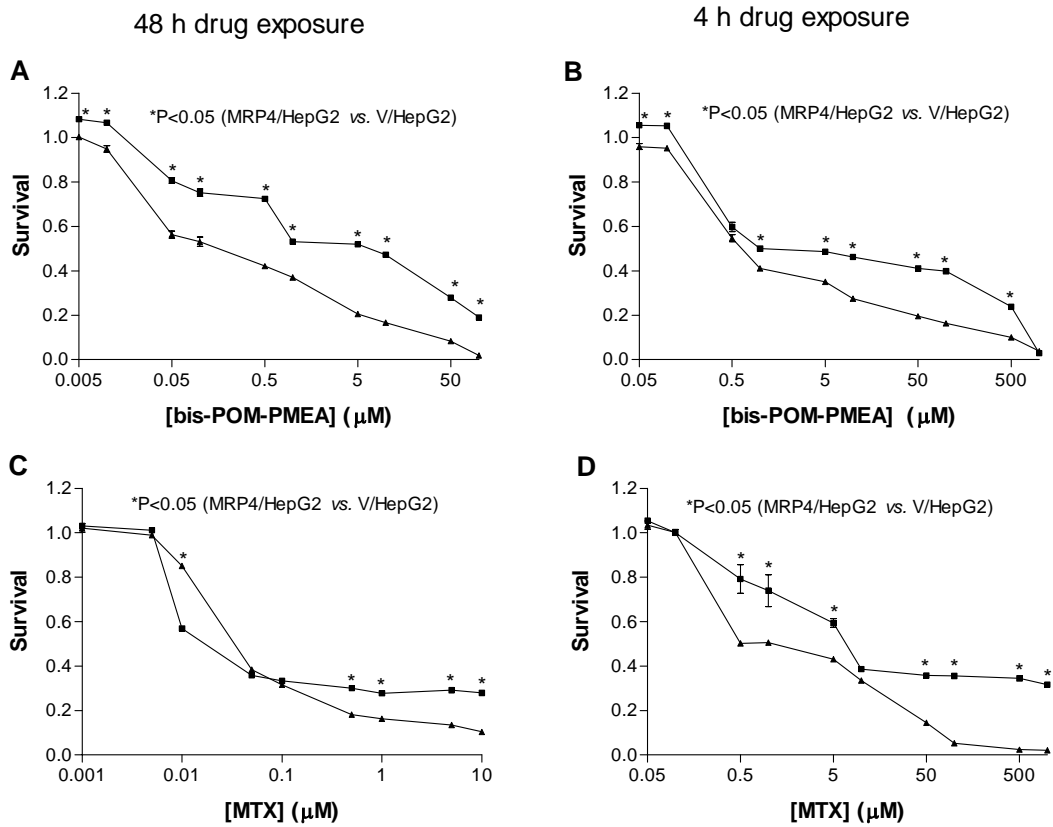 48 h drug exposure
4 h drug exposure
A
*P<0.05 (MRP4/HepG2 vs. V/HepG2)
1.2
1.0
0.8
0.6
0.4
0.2
0.0
Survival
* * * * * * * * * *
0.005 0.05 0.5 5 50
[bis-POM-PMEA] (μM)
B
*P<0.05 (MRP4/HepG2 vs. V/HepG2)
1.2
1.0
0.8
0.6
0.4
0.2
0.0
Survival
* * * * * * * *
0.05 0.5 5 50 500
[bis-POM-PMEA] (μM)
C
*P<0.05 (MRP4/HepG2 vs. V/HepG2)
1.2
1.0
0.8
0.6
0.4
0.2
0.0
Survival
* * * * *
0.001 0.01 0.1 1 10
[MTX] (μM)
D
*P<0.05 (MRP4/HepG2 vs. V/HepG2)
1.2
1.0
0.8
0.6
0.4
0.2
0.0
Survival
* * * * * * *
0.05 0.5 5 50 500
[MTX] (μM)